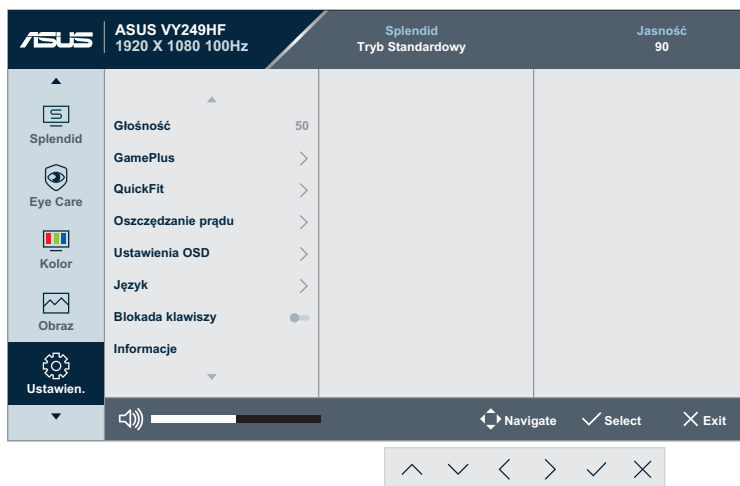 ASUS
ASUS VY249HF
1920 X 1080 100Hz
Splendid
Tryb Standardowy
Jasność
90
Splendid
Eye Care
Kolor
Obraz
Ustawien.
Głośność 50
GamePlus
QuickFit
Oszczędzanie prądu
Ustawienia OSD
Język
Blokada klawiszy
Informacje
Navigate Select Exit